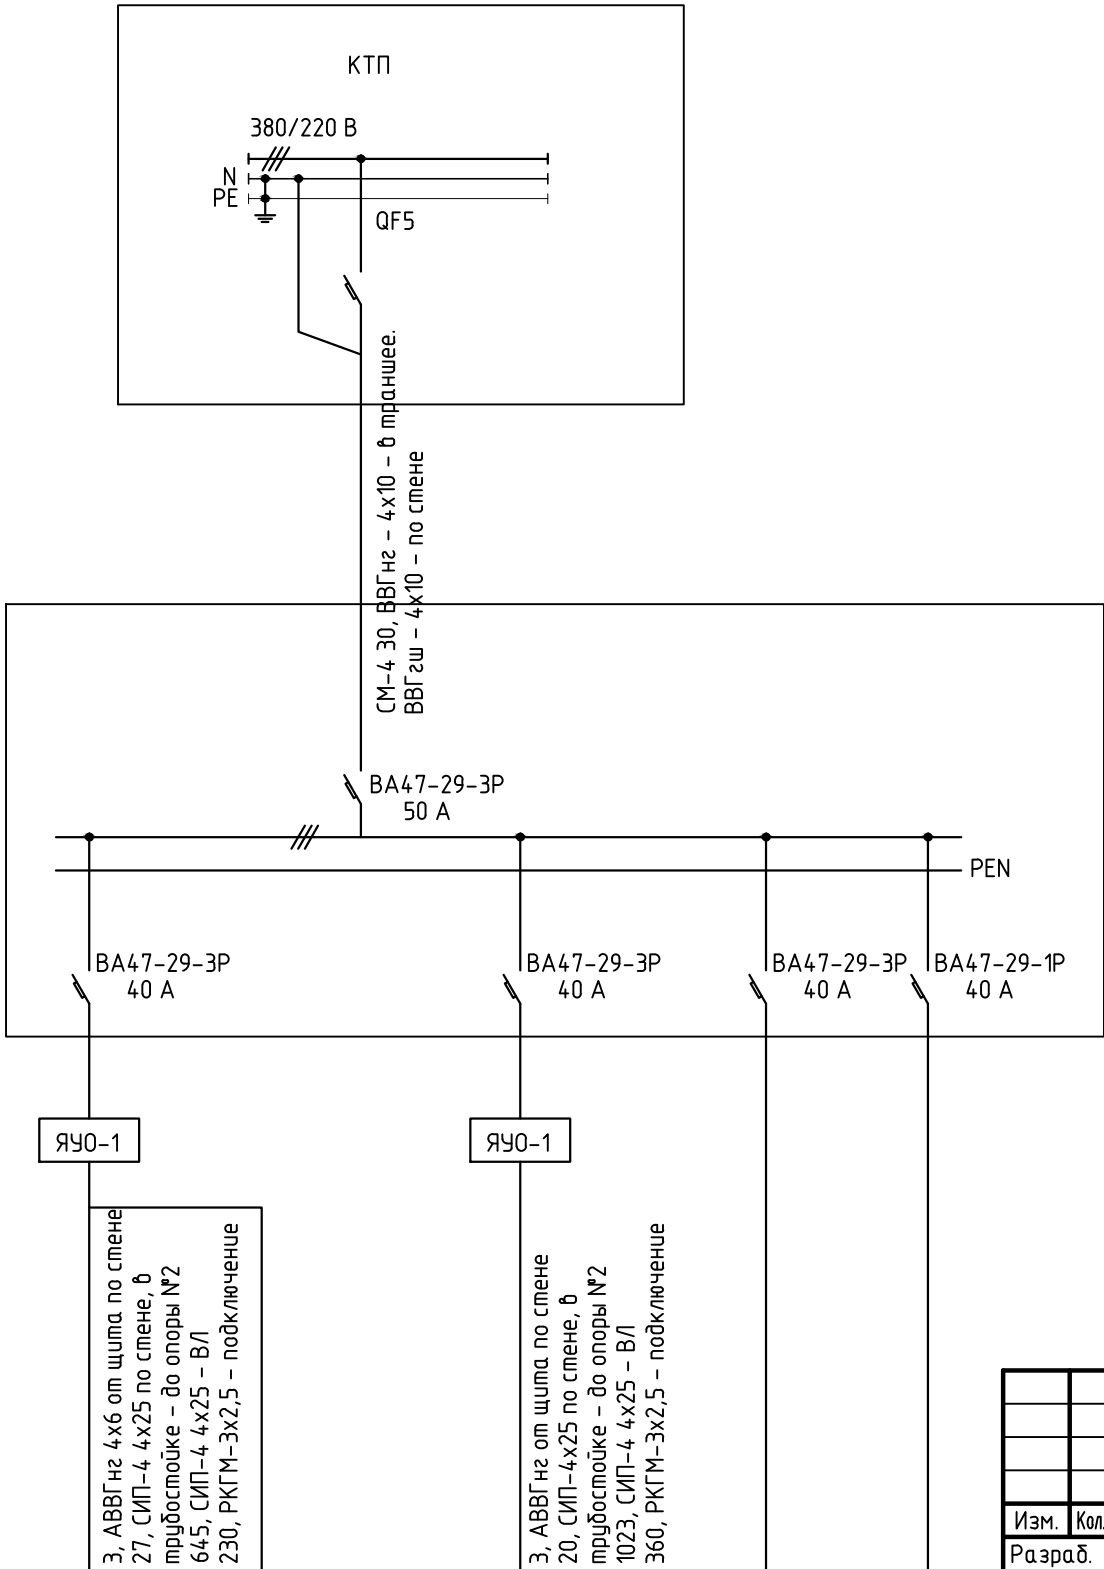 КТП
380/220 В
N
PE
QF5
СМ-4 30, ВВГнг - 4х10 - в траншее.
ВВГгш - 4х10 - по стене
ВА47-29-3Р
50 А
PEN
ВА47-29-3Р
40 А
ВА47-29-3Р
40 А
ВА47-29-3Р
40 А
ВА47-29-1Р
40 А
ЯУО-1
ЯУО-1
3, АВВГнг 4х6 от щита по стене
27, СИП-4 4х25 по стене, в
трубостойке - до опоры №2
645, СИП-4 4х25 - ВЛ
230, РКГМ-3х2,5 - подключение
3, АВВГнг от щита по стене
20, СИП-4х25 по стене, в
трубостойке - до опоры №2
1023, СИП-4 4х25 - ВЛ
360, РКГМ-3х2,5 - подключение
Изм. Кол.
Разраб.